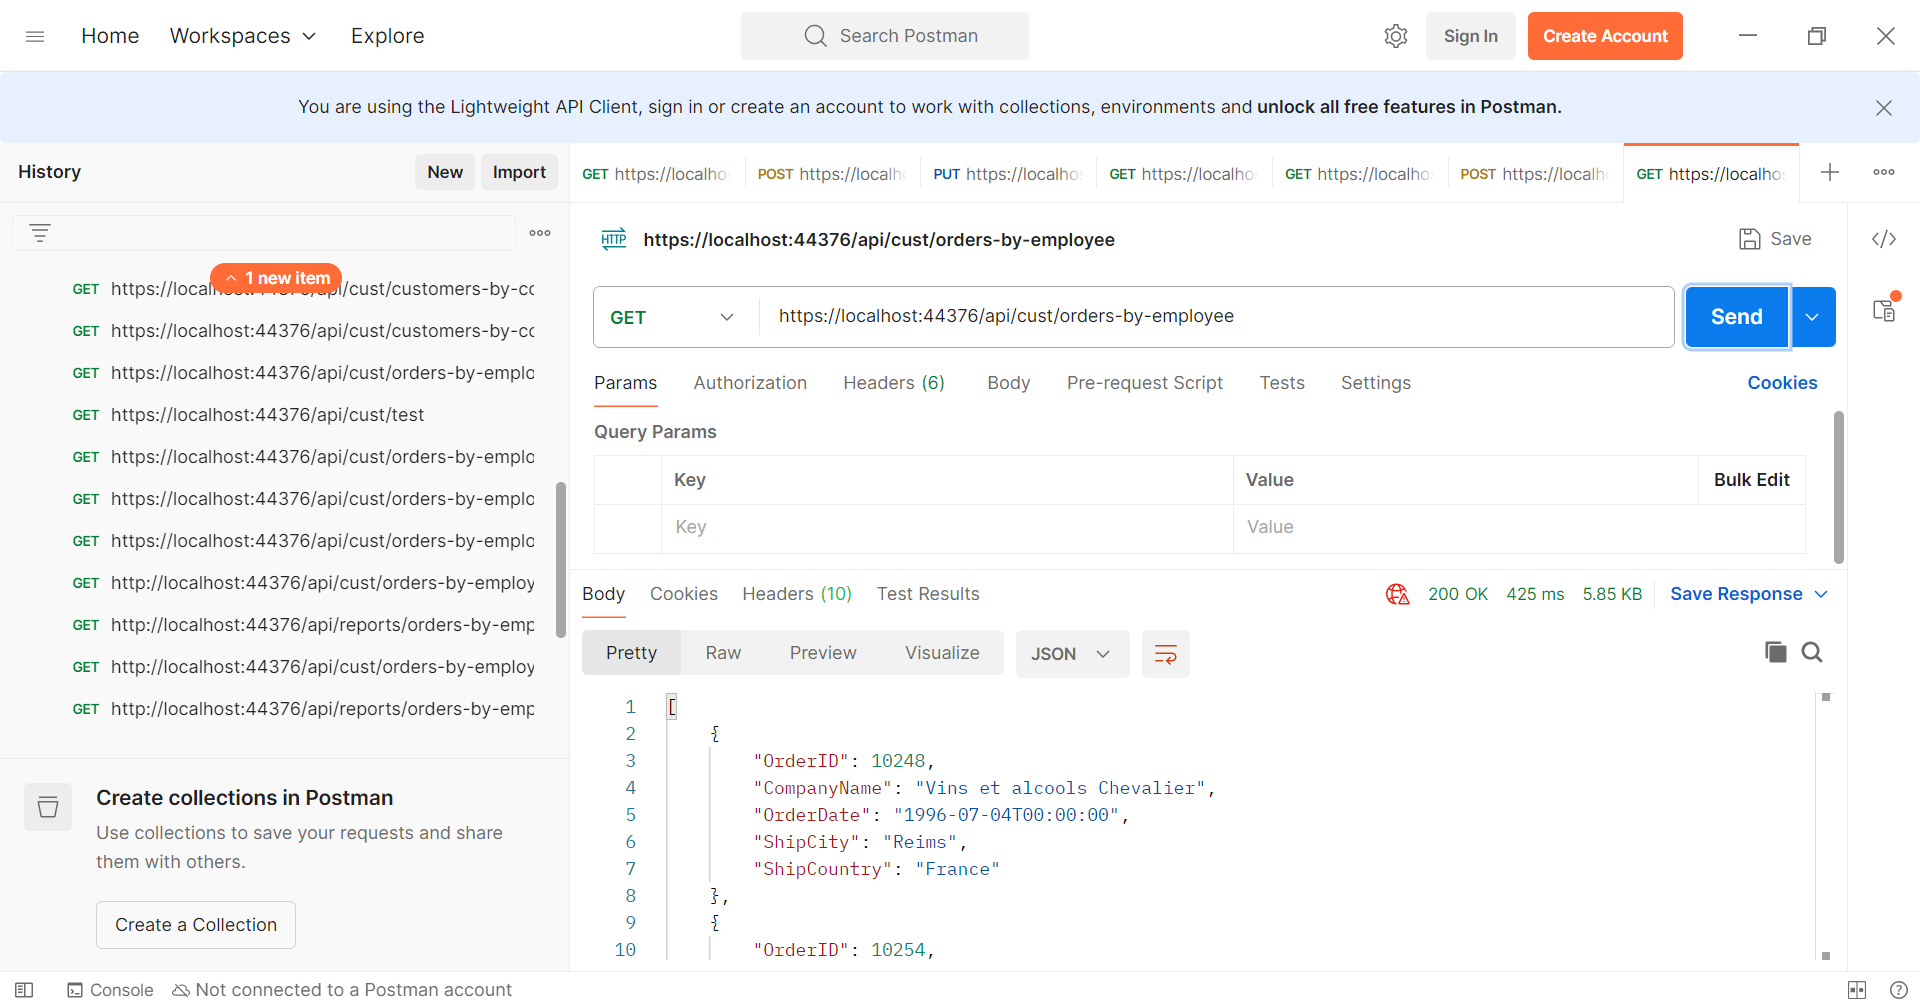 Home
Workspaces
Explore
Search Postman
Sign In
Create Account
You are using the Lightweight API Client, sign in or create an account to work with collections, environments and unlock all free features in Postman.
History
New
Import
GET https://localhos
POST https://localh
PUT https://localhos
GET https://localho
GET https://localhos
POST https://localh
GET https://localhos
1 new item
GET https://localhost:44376/api/cust/customers-by-co
GET https://localhost:44376/api/cust/customers-by-co
GET https://localhost:44376/api/cust/orders-by-emplo
GET https://localhost:44376/api/cust/test
GET https://localhost:44376/api/cust/orders-by-emplo
GET https://localhost:44376/api/cust/orders-by-emplo
GET https://localhost:44376/api/cust/orders-by-emplo
GET http://localhost:44376/api/cust/orders-by-employ
GET http://localhost:44376/api/reports/orders-by-emp
GET http://localhost:44376/api/cust/orders-by-employ
GET http://localhost:44376/api/reports/orders-by-emp
Create collections in Postman
Use collections to save your requests and share
them with others.
Create a Collection
HTTP https://localhost:44376/api/cust/orders-by-employee
Save
GET
https://localhost:44376/api/cust/orders-by-employee
Send
Params
Authorization
Headers (6)
Body
Pre-request Script
Tests
Settings
Cookies
Query Params
Key
Value
Bulk Edit
Key
Value
Body
Cookies
Headers (10)
Test Results
200 OK
425 ms
5.85 KB
Save Response
Pretty
Raw
Preview
Visualize
JSON
1 [
2 {
3 "OrderID": 10248,
4 "CompanyName": "Vins et alcools Chevalier",
5 "OrderDate": "1996-07-04T00:00:00",
6 "ShipCity": "Reims",
7 "ShipCountry": "France"
8 },
9 {
10 "OrderID": 10254,
Console
Not connected to a Postman account